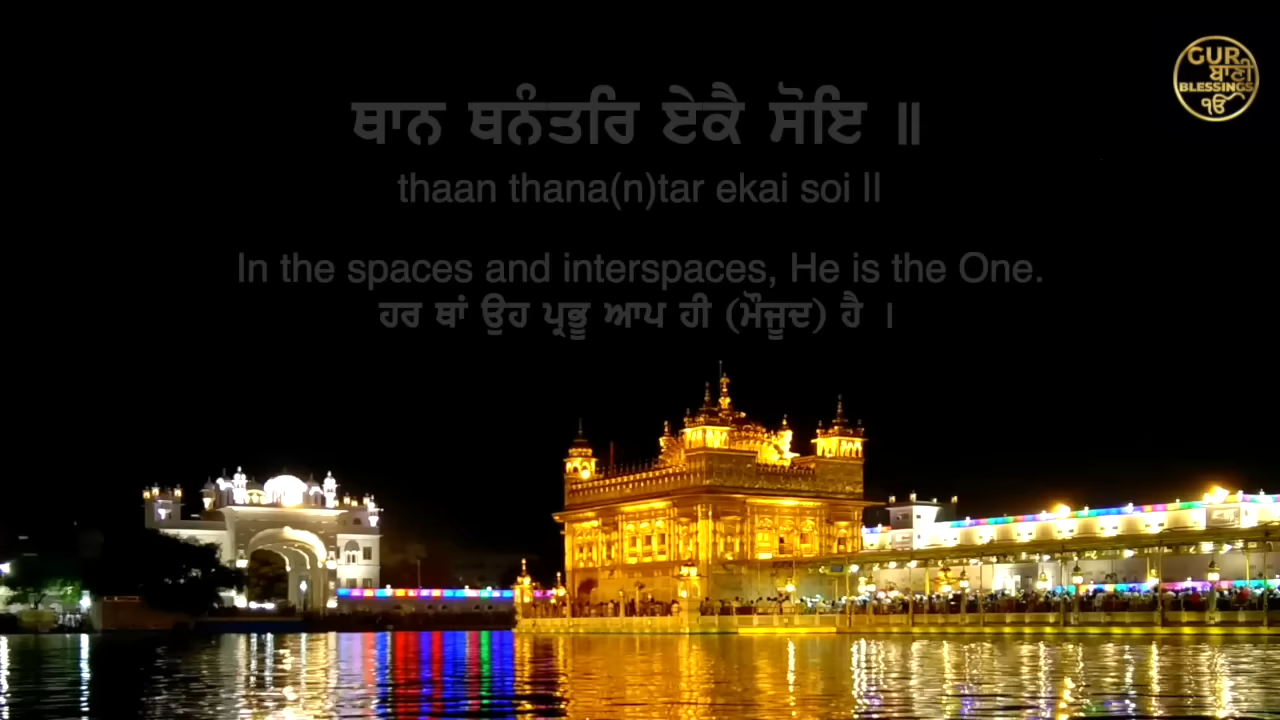 ਥਾਨ ਥਨੰਤਰਿ ਏਕੈ ਸੋਇ ॥
thaan thana(n)tar ekai soi ll
In the spaces and interspaces, He is the One.
ਹਰ ਥਾਂ ਉਹ ਪ੍ਰਭੂ ਆਪ ਹੀ (ਮੌਜੂਦ) ਹੈ ।
GUR
ਬਾਣੀ
BLESSINGS
ੴ